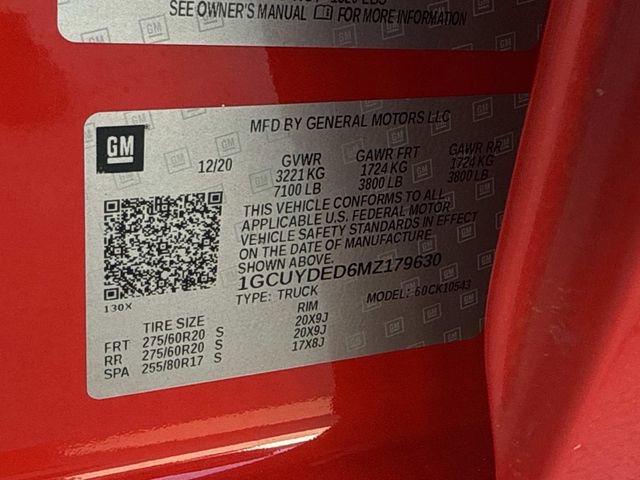 1820 LBS
SEE OWNER'S MANUAL FOR MORE INFORMATION
GM
MFD BY GENERAL MOTORS LLC
12/20
GVWR GAWR FRT GAWR RR
3221 KG 1724 KG 1724 KG
7100 LB 3800 LB 3800 LB
THIS VEHICLE CONFORMS TO ALL
APPLICABLE U.S. FEDERAL MOTOR
VEHICLE SAFETY STANDARDS IN EFFECT
ON THE DATE OF MANUFACTURE
SHOWN ABOVE.
1GCUYDED6MZ179630
TYPE: TRUCK MODEL: 60CK10543
130X
TIRE SIZE RIM
FRT 275/60R20 S 20X9J
RR 275/60R20 S 20X9J
SPA 255/80R17 S 17X8J